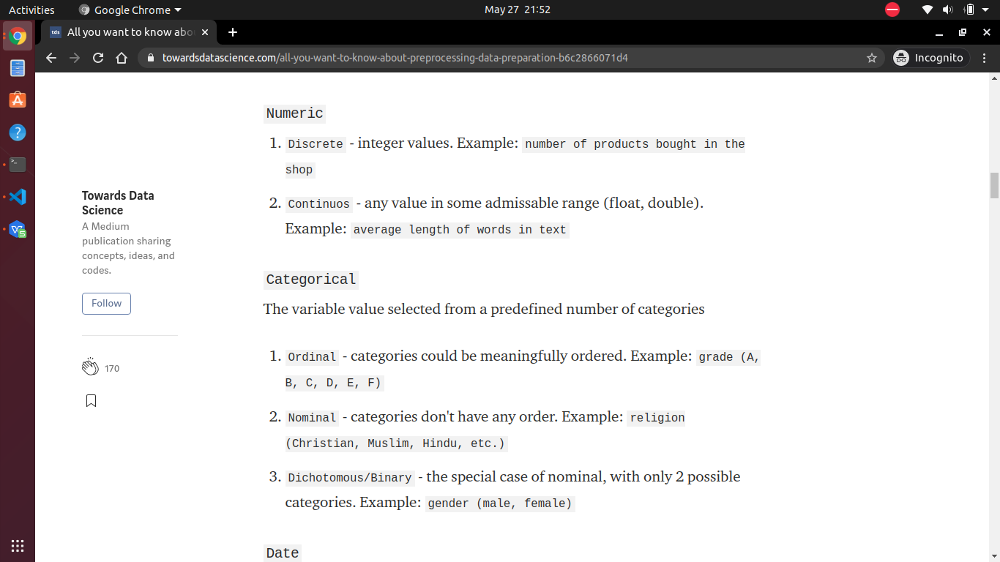 Activities
Google Chrome
May 27 21:52
tds All you want to know abo
towardsdatascience.com/all-you-want-to-know-about-preprocessing-data-preparation-b6c2866071d4
Incognito
Towards Data
Science
A Medium
publication sharing
concepts, ideas, and
codes.
Follow
170
Numeric
1. Discrete - integer values. Example: number of products bought in the
shop
2. Continuos - any value in some admissable range (float, double).
Example: average length of words in text
Categorical
The variable value selected from a predefined number of categories
1. Ordinal - categories could be meaningfully ordered. Example: grade (A,
B, C, D, E, F)
2. Nominal - categories don't have any order. Example: religion
(Christian, Muslim, Hindu, etc.)
3. Dichotomous/Binary - the special case of nominal, with only 2 possible
categories. Example: gender (male, female)
Date